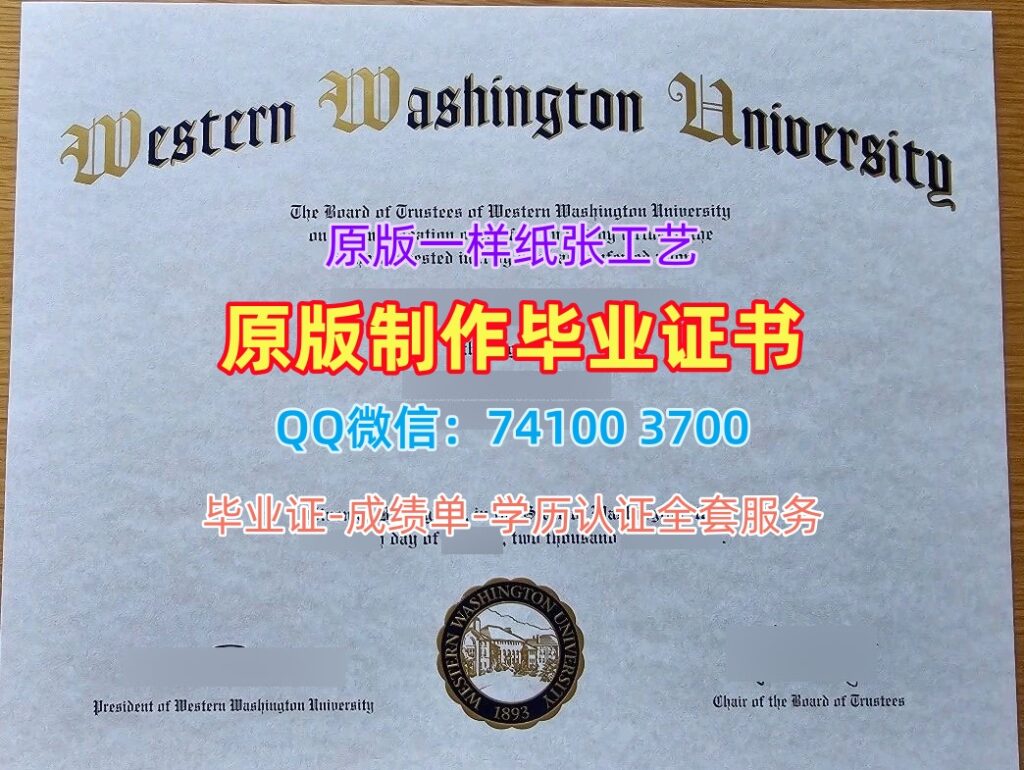 Western Washington University
The Board of Trustees of Western Washington University
原版一样纸张工艺
原版制作毕业证书
QQ微信：74100 3700
毕业证-成绩单-学历认证全套服务
day of , two thousand
WESTERN WASHINGTON UNIVERSITY
1893
President of Western Washington University
Chair of the Board of Trustees